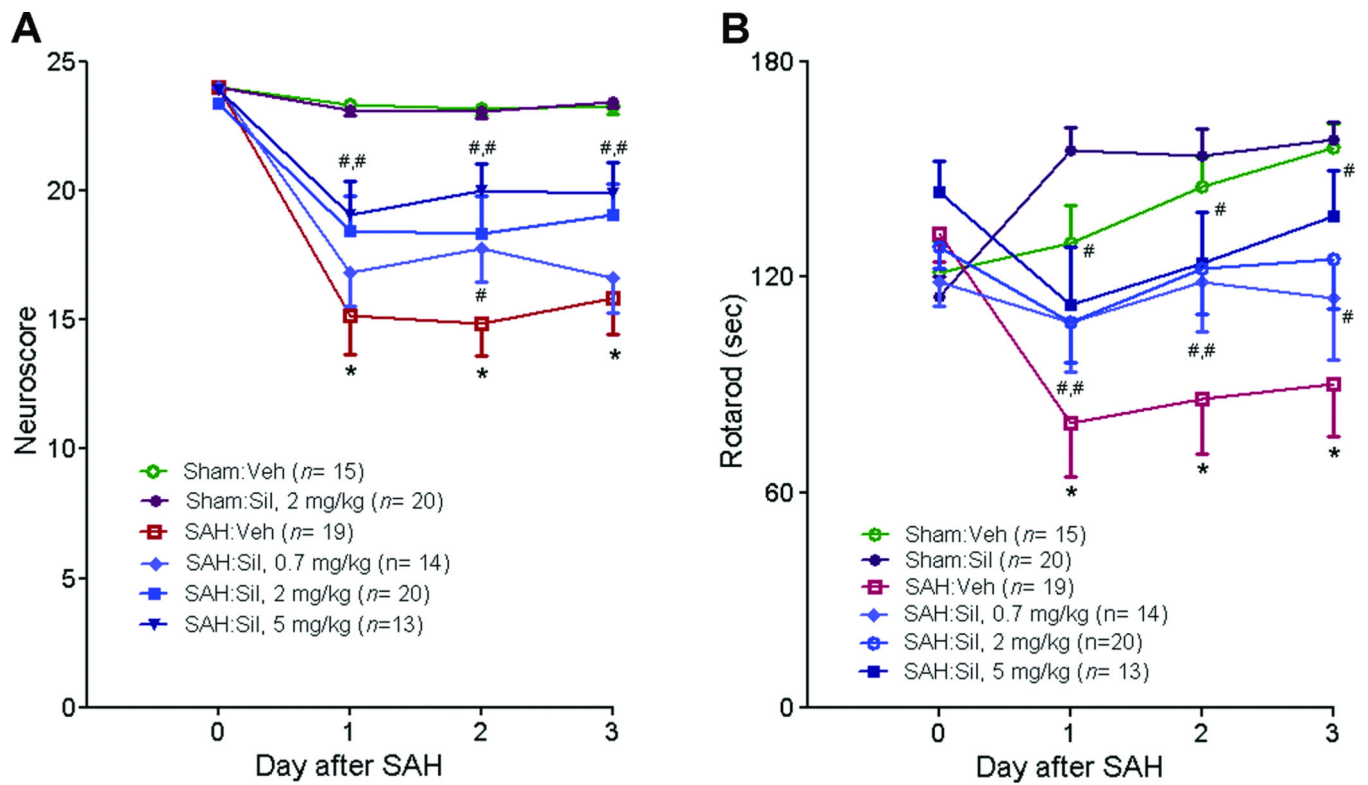 A
25
20
15
10
5
0
Neuroscore
#,#
#,#
#,#
#
*
*
*
Sham:Veh (n= 15)
Sham:Sil, 2 mg/kg (n= 20)
SAH:Veh (n= 19)
SAH:Sil, 0.7 mg/kg (n= 14)
SAH:Sil, 2 mg/kg (n= 20)
SAH:Sil, 5 mg/kg (n=13)
0 1 2 3
Day after SAH
B
180
120
60
0
Rotarod (sec)
#
#
#
#
#,#
#,#
*
*
*
Sham:Veh (n= 15)
Sham:Sil (n= 20)
SAH:Veh (n= 19)
SAH:Sil, 0.7 mg/kg (n= 14)
SAH:Sil, 2 mg/kg (n=20)
SAH:Sil, 5 mg/kg (n= 13)
0 1 2 3
Day after SAH